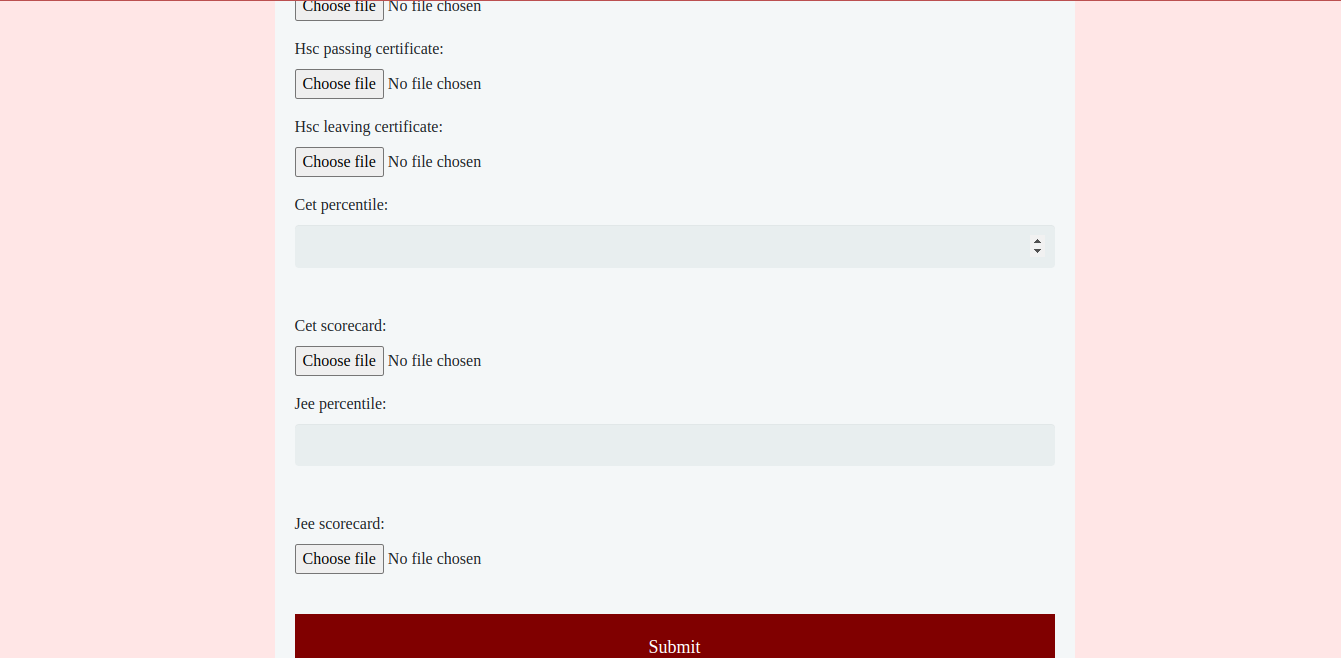 Choose file No file chosen
Hsc passing certificate:
Choose file No file chosen
Hsc leaving certificate:
Choose file No file chosen
Cet percentile:
Cet scorecard:
Choose file No file chosen
Jee percentile:
Jee scorecard:
Choose file No file chosen
Submit